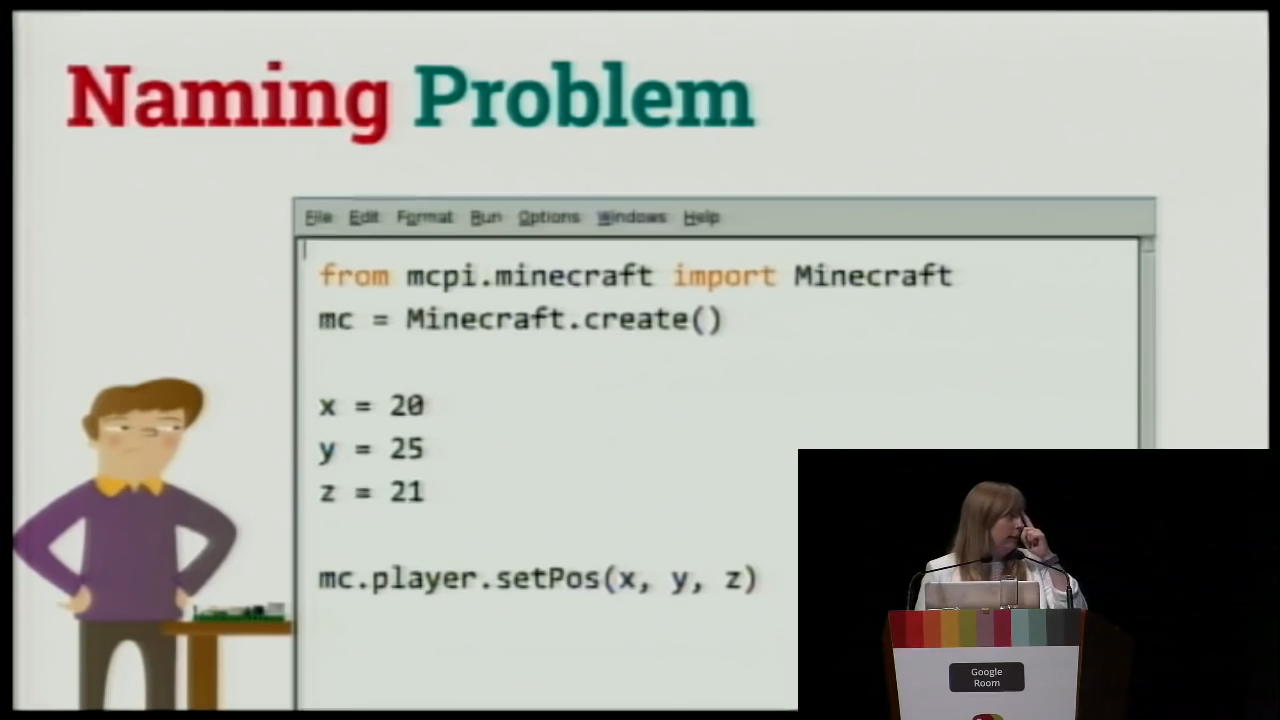 Naming Problem
File Edit Format Run Options Windows Help
from mcpi.minecraft import Minecraft
mc = Minecraft.create()
x = 20
y = 25
z = 21
mc.player.setPos(x, y, z)
Google
Room